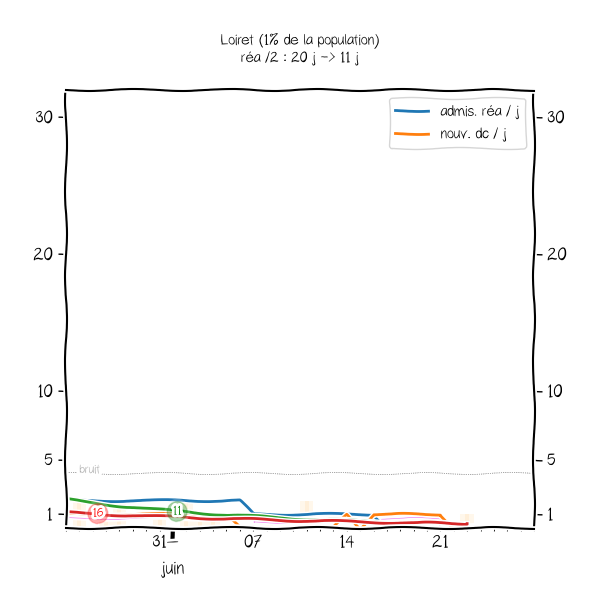 Loiret (1% de la population)
réa /2 : 20 j -> 11 j
admis. réa / j
nouv. dc / j
30
30
20
20
10
10
5
5
bruit
1
1
16
11
31
07
14
21
juin